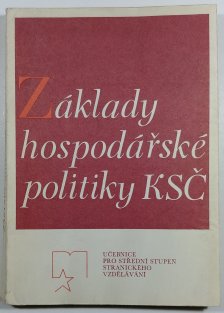 Základy
hospodářské
politiky KSČ
UČEBNICE
PRO STŘEDNÍ STUPEŇ
STRANICKÉHO
VZDĚLÁVÁNÍ